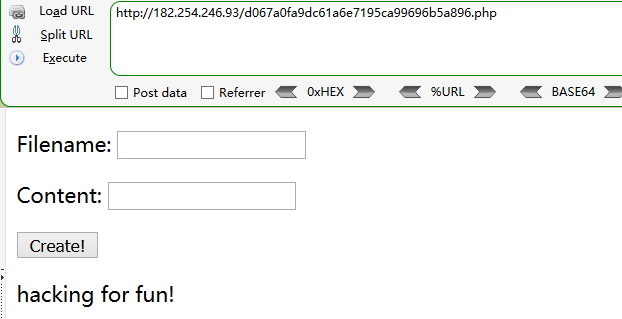 Load URL
http://182.254.246.93/d067a0fa9dc61a6e7195ca99696b5a896.php
Split URL
Execute
Post data Referrer 0xHEX %URL BASE64
Filename:
Content:
Create!
hacking for fun!